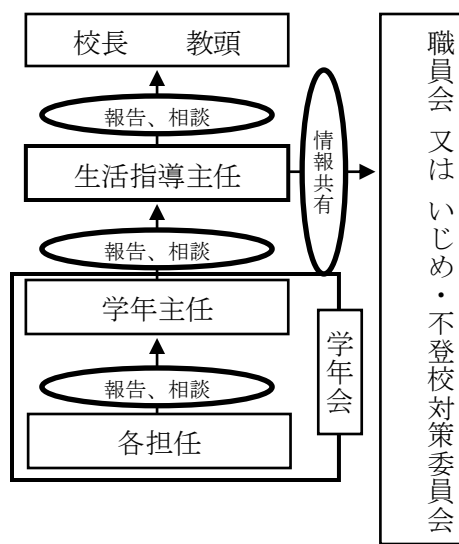 校長　教頭
報告、相談
生活指導主任
情報共有
報告、相談
学年主任
学年会
報告、相談
各担任
職員会 又は いじめ・不登校対策委員会